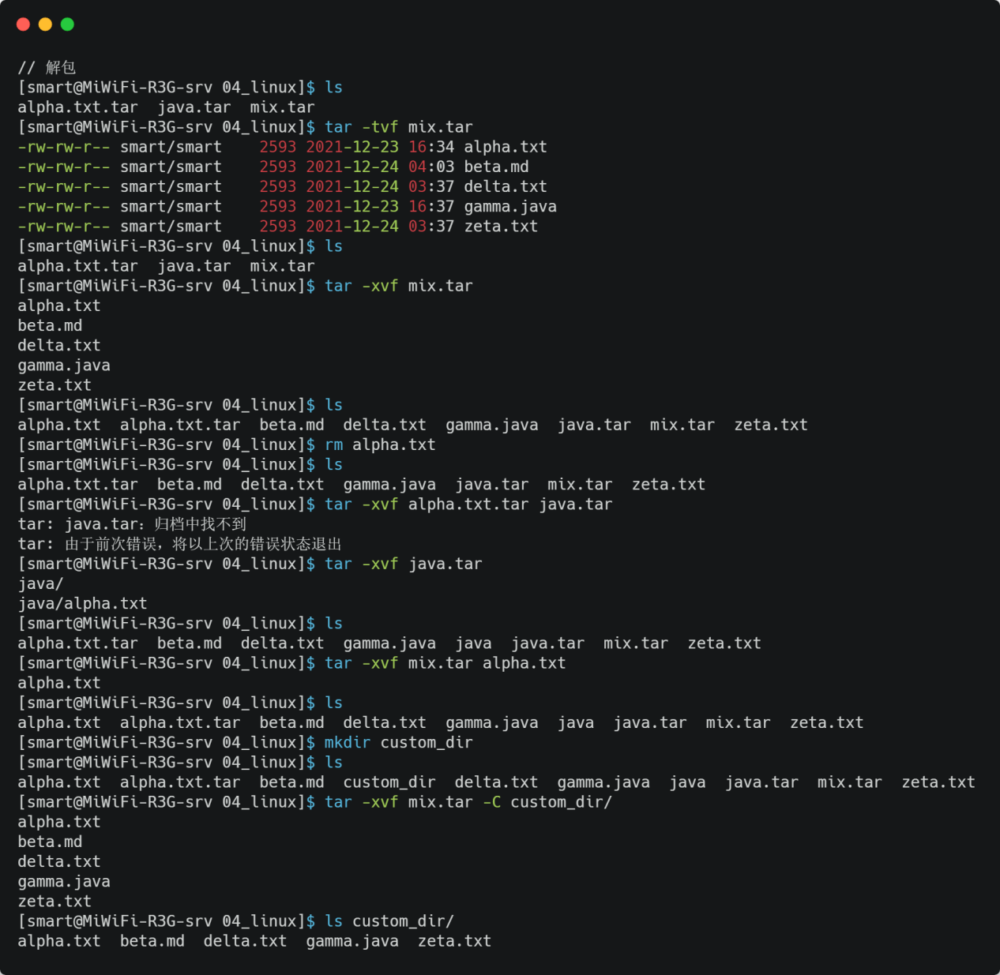 // 解包
[smart@MiWiFi-R3G-srv 04_linux]$ ls
alpha.txt.tar  java.tar  mix.tar
[smart@MiWiFi-R3G-srv 04_linux]$ tar -tvf mix.tar
-rw-rw-r-- smart/smart    2593 2021-12-23 16:34 alpha.txt
-rw-rw-r-- smart/smart    2593 2021-12-24 04:03 beta.md
-rw-rw-r-- smart/smart    2593 2021-12-24 03:37 delta.txt
-rw-rw-r-- smart/smart    2593 2021-12-23 16:37 gamma.java
-rw-rw-r-- smart/smart    2593 2021-12-24 03:37 zeta.txt
[smart@MiWiFi-R3G-srv 04_linux]$ ls
alpha.txt.tar  java.tar  mix.tar
[smart@MiWiFi-R3G-srv 04_linux]$ tar -xvf mix.tar
alpha.txt
beta.md
delta.txt
gamma.java
zeta.txt
[smart@MiWiFi-R3G-srv 04_linux]$ ls
alpha.txt  alpha.txt.tar  beta.md  delta.txt  gamma.java  java.tar  mix.tar  zeta.txt
[smart@MiWiFi-R3G-srv 04_linux]$ rm alpha.txt
[smart@MiWiFi-R3G-srv 04_linux]$ ls
alpha.txt.tar  beta.md  delta.txt  gamma.java  java.tar  mix.tar  zeta.txt
[smart@MiWiFi-R3G-srv 04_linux]$ tar -xvf alpha.txt.tar java.tar
tar: java.tar：归档中找不到
tar: 由于前次错误，将以上次的错误状态退出
[smart@MiWiFi-R3G-srv 04_linux]$ tar -xvf java.tar
java/
java/alpha.txt
[smart@MiWiFi-R3G-srv 04_linux]$ ls
alpha.txt.tar  beta.md  delta.txt  gamma.java  java  java.tar  mix.tar  zeta.txt
[smart@MiWiFi-R3G-srv 04_linux]$ tar -xvf mix.tar alpha.txt
alpha.txt
[smart@MiWiFi-R3G-srv 04_linux]$ ls
alpha.txt  alpha.txt.tar  beta.md  delta.txt  gamma.java  java  java.tar  mix.tar  zeta.txt
[smart@MiWiFi-R3G-srv 04_linux]$ mkdir custom_dir
[smart@MiWiFi-R3G-srv 04_linux]$ ls
alpha.txt  alpha.txt.tar  beta.md  custom_dir  delta.txt  gamma.java  java  java.tar  mix.tar  zeta.txt
[smart@MiWiFi-R3G-srv 04_linux]$ tar -xvf mix.tar -C custom_dir/
alpha.txt
beta.md
delta.txt
gamma.java
zeta.txt
[smart@MiWiFi-R3G-srv 04_linux]$ ls custom_dir/
alpha.txt  beta.md  delta.txt  gamma.java  zeta.txt